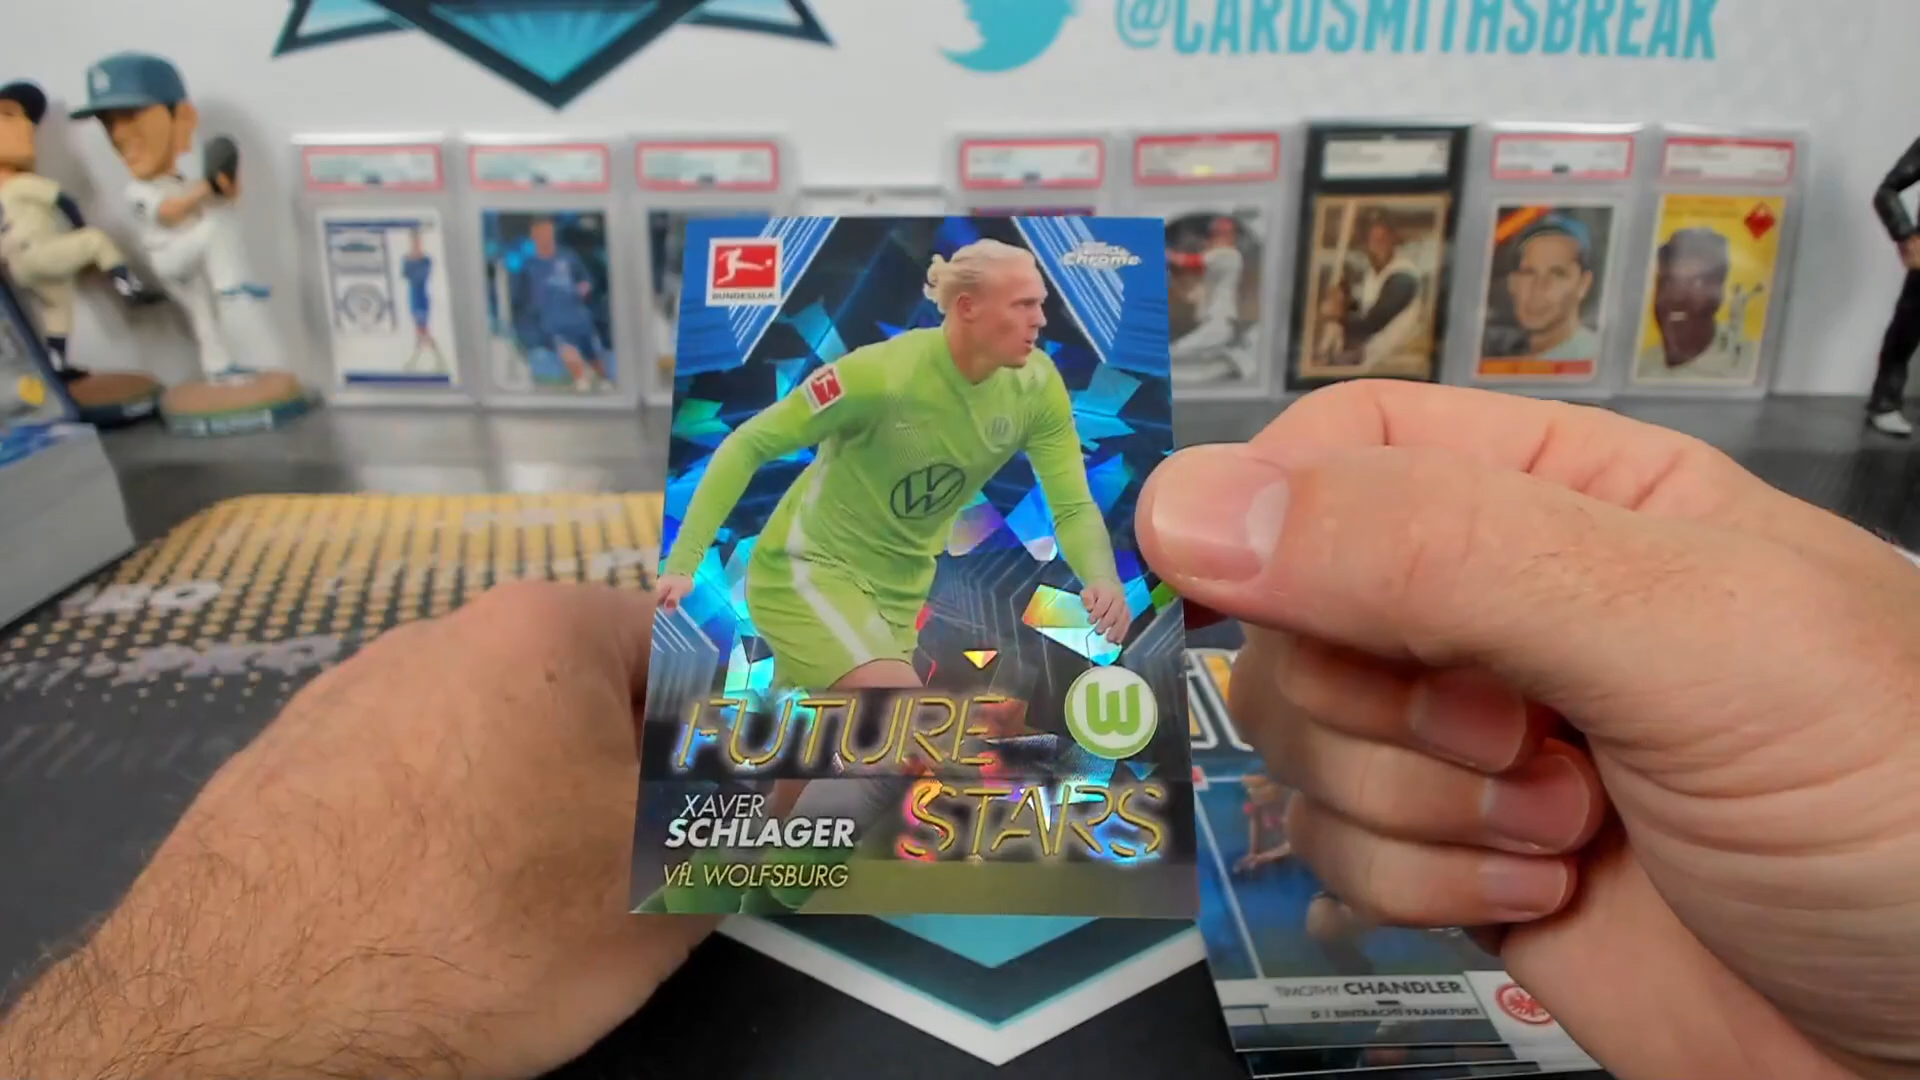 @CARDSMITHSBREAK
BUNDESLIGA
Chrome
FUTURE
STARS
XAVER
SCHLAGER
VfL WOLFSBURG
TIMOTHY CHANDLER
D | EINTRACHT FRANKFURT